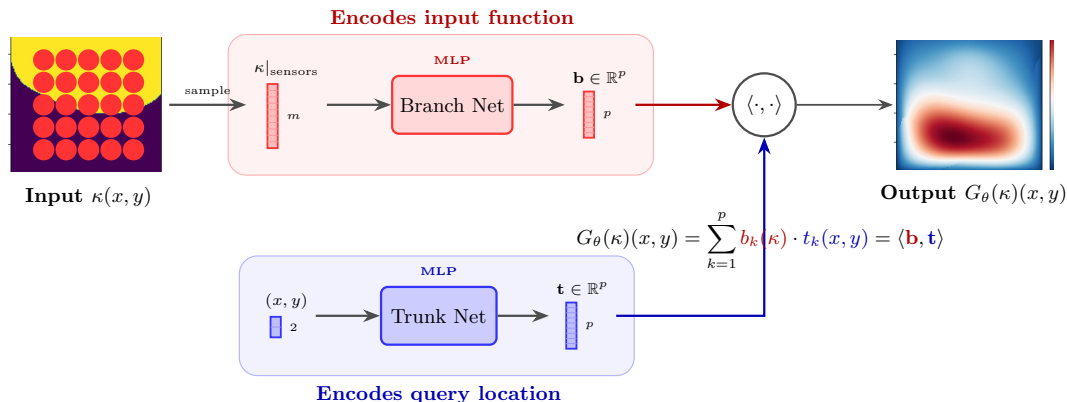 Encodes input function
κ|sensors
MLP
b ∈ ℝ^p
sample
m
Branch Net
p
⟨·, ·⟩
Input κ(x, y)
Output G_θ(κ)(x, y)
G_θ(κ)(x, y) = ∑_{k=1}^{p} b_k(κ) · t_k(x, y) = ⟨b, t⟩
MLP
(x, y)
t ∈ ℝ^p
2
Trunk Net
p
Encodes query location